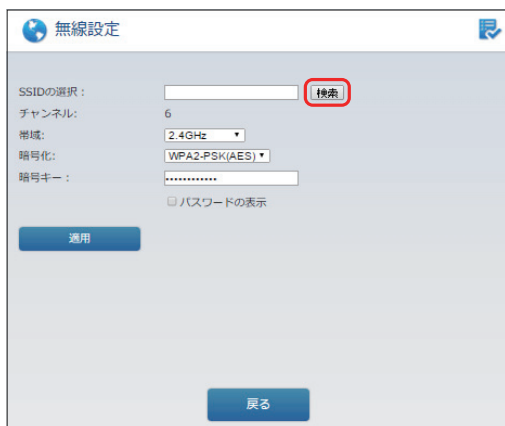 無線設定
SSIDの選択： 検索
チャンネル: 6
帯域: 2.4GHz
暗号化: WPA2-PSK(AES)
暗号キー： ••••••••••••
パスワードの表示
適用
戻る